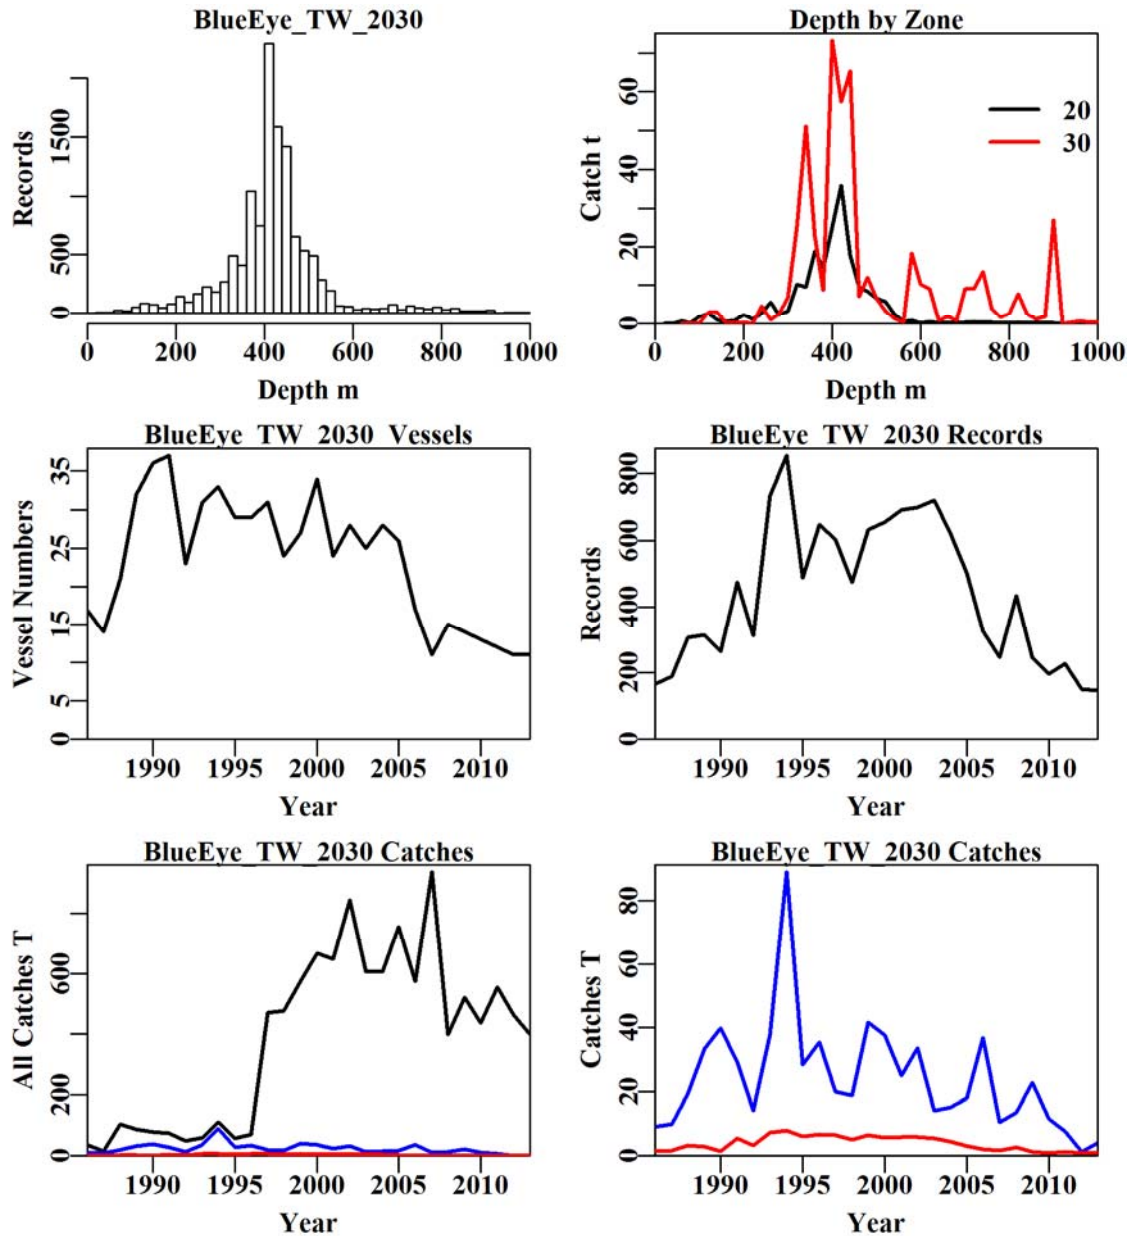 BlueEye_TW_2030
Records
0 500 1500
0 200 400 600 800 1000
Depth m
Depth by Zone
Catch t
0 20 40 60
20
30
0 200 400 600 800 1000
Depth m
BlueEye_TW_2030_Vessels
Vessel Numbers
0 5 15 25 35
1990 1995 2000 2005 2010
Year
BlueEye_TW_2030 Records
Records
0 200 400 600 800
1990 1995 2000 2005 2010
Year
BlueEye_TW_2030 Catches
All Catches T
0 200 600
1990 1995 2000 2005 2010
Year
BlueEye_TW_2030 Catches
Catches T
0 20 40 60 80
1990 1995 2000 2005 2010
Year